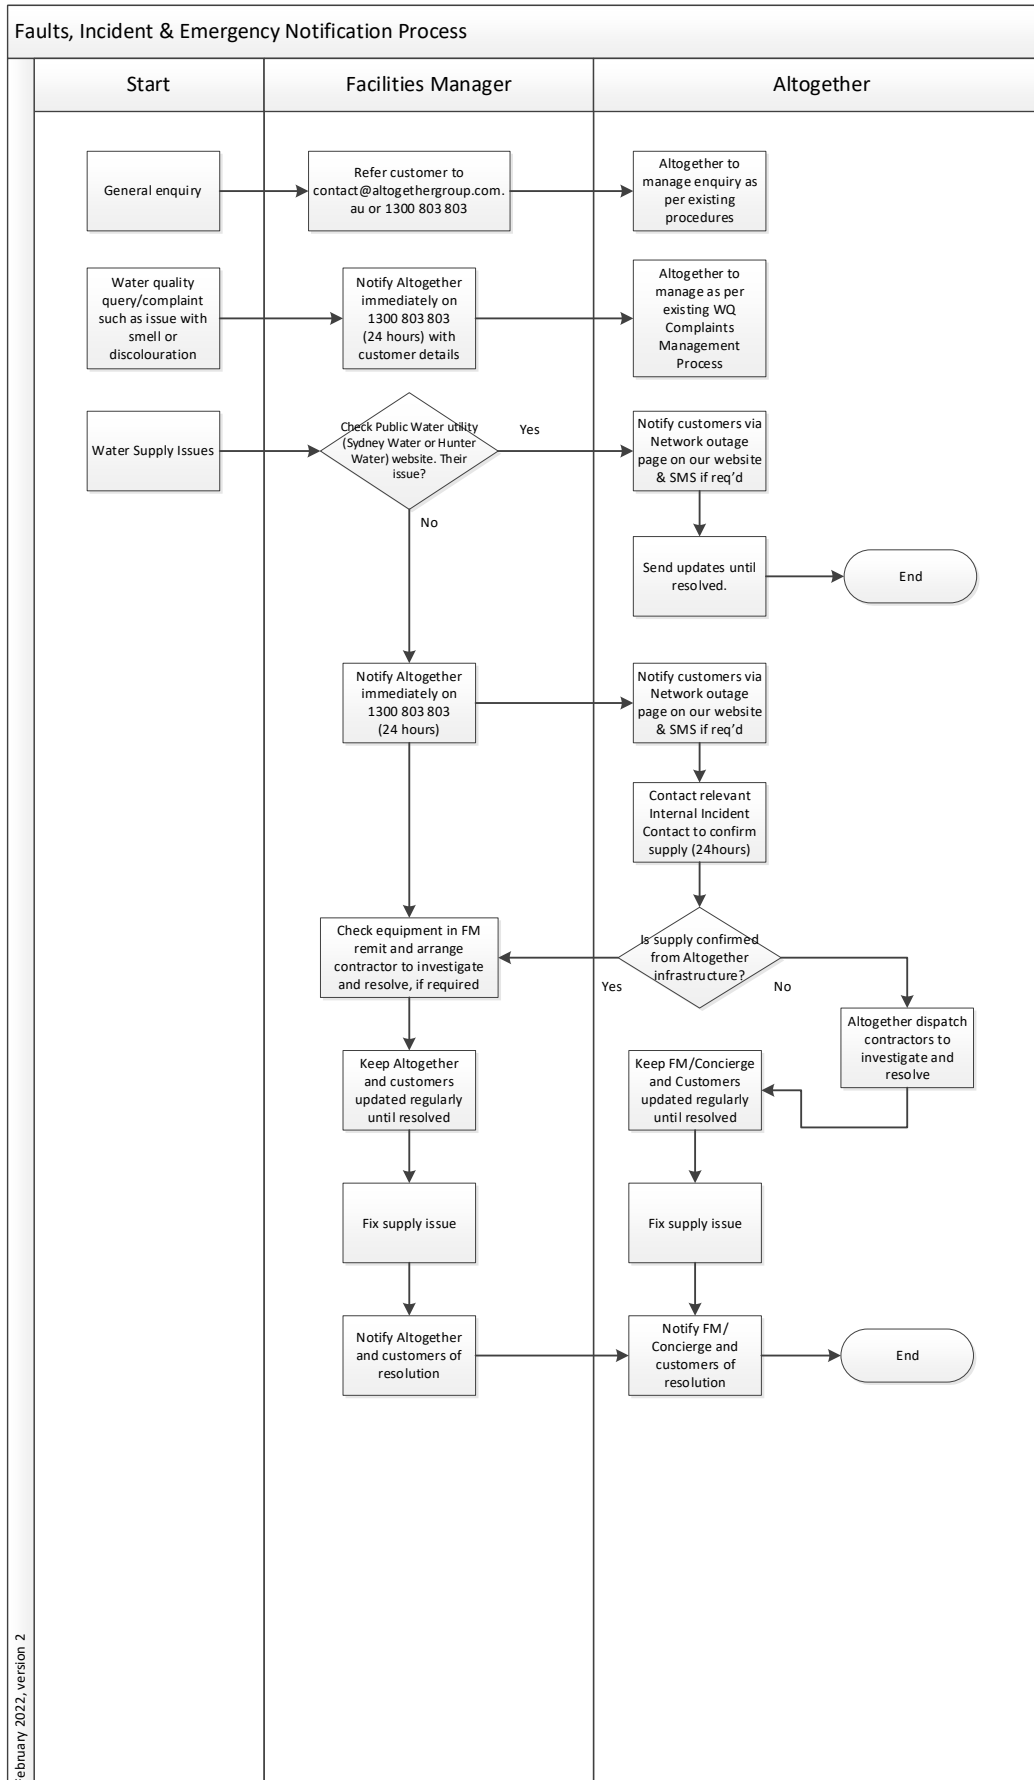 Faults, Incident & Emergency Notification Process
Start
Facilities Manager
Altogether
General enquiry
Refer customer to
contact@altogethergroup.com.
au or 1300 803 803
Altogether to
manage enquiry as
per existing
procedures
Water quality
query/complaint
such as issue with
smell or
discolouration
Notify Altogether
immediately on
1300 803 803
(24 hours) with
customer details
Altogether to
manage as per
existing WQ
Complaints
Management
Process
Water Supply Issues
Check Public Water utility
(Sydney Water or Hunter
Water) website. Their
issue?
Yes
No
Notify customers via
Network outage
page on our website
& SMS if req’d
Send updates until
resolved.
End
Notify Altogether
immediately on
1300 803 803
(24 hours)
Notify customers via
Network outage
page on our website
& SMS if req’d
Contact relevant
Internal Incident
Contact to confirm
supply (24hours)
Check equipment in FM
remit and arrange
contractor to investigate
and resolve, if required
Is supply confirmed
from Altogether
infrastructure?
Yes
No
Altogether dispatch
contractors to
investigate and
resolve
Keep Altogether
and customers
updated regularly
until resolved
Keep FM/Concierge
and Customers
updated regularly
until resolved
Fix supply issue
Fix supply issue
Notify Altogether
and customers of
resolution
Notify FM/
Concierge and
customers of
resolution
End
February 2022, version 2